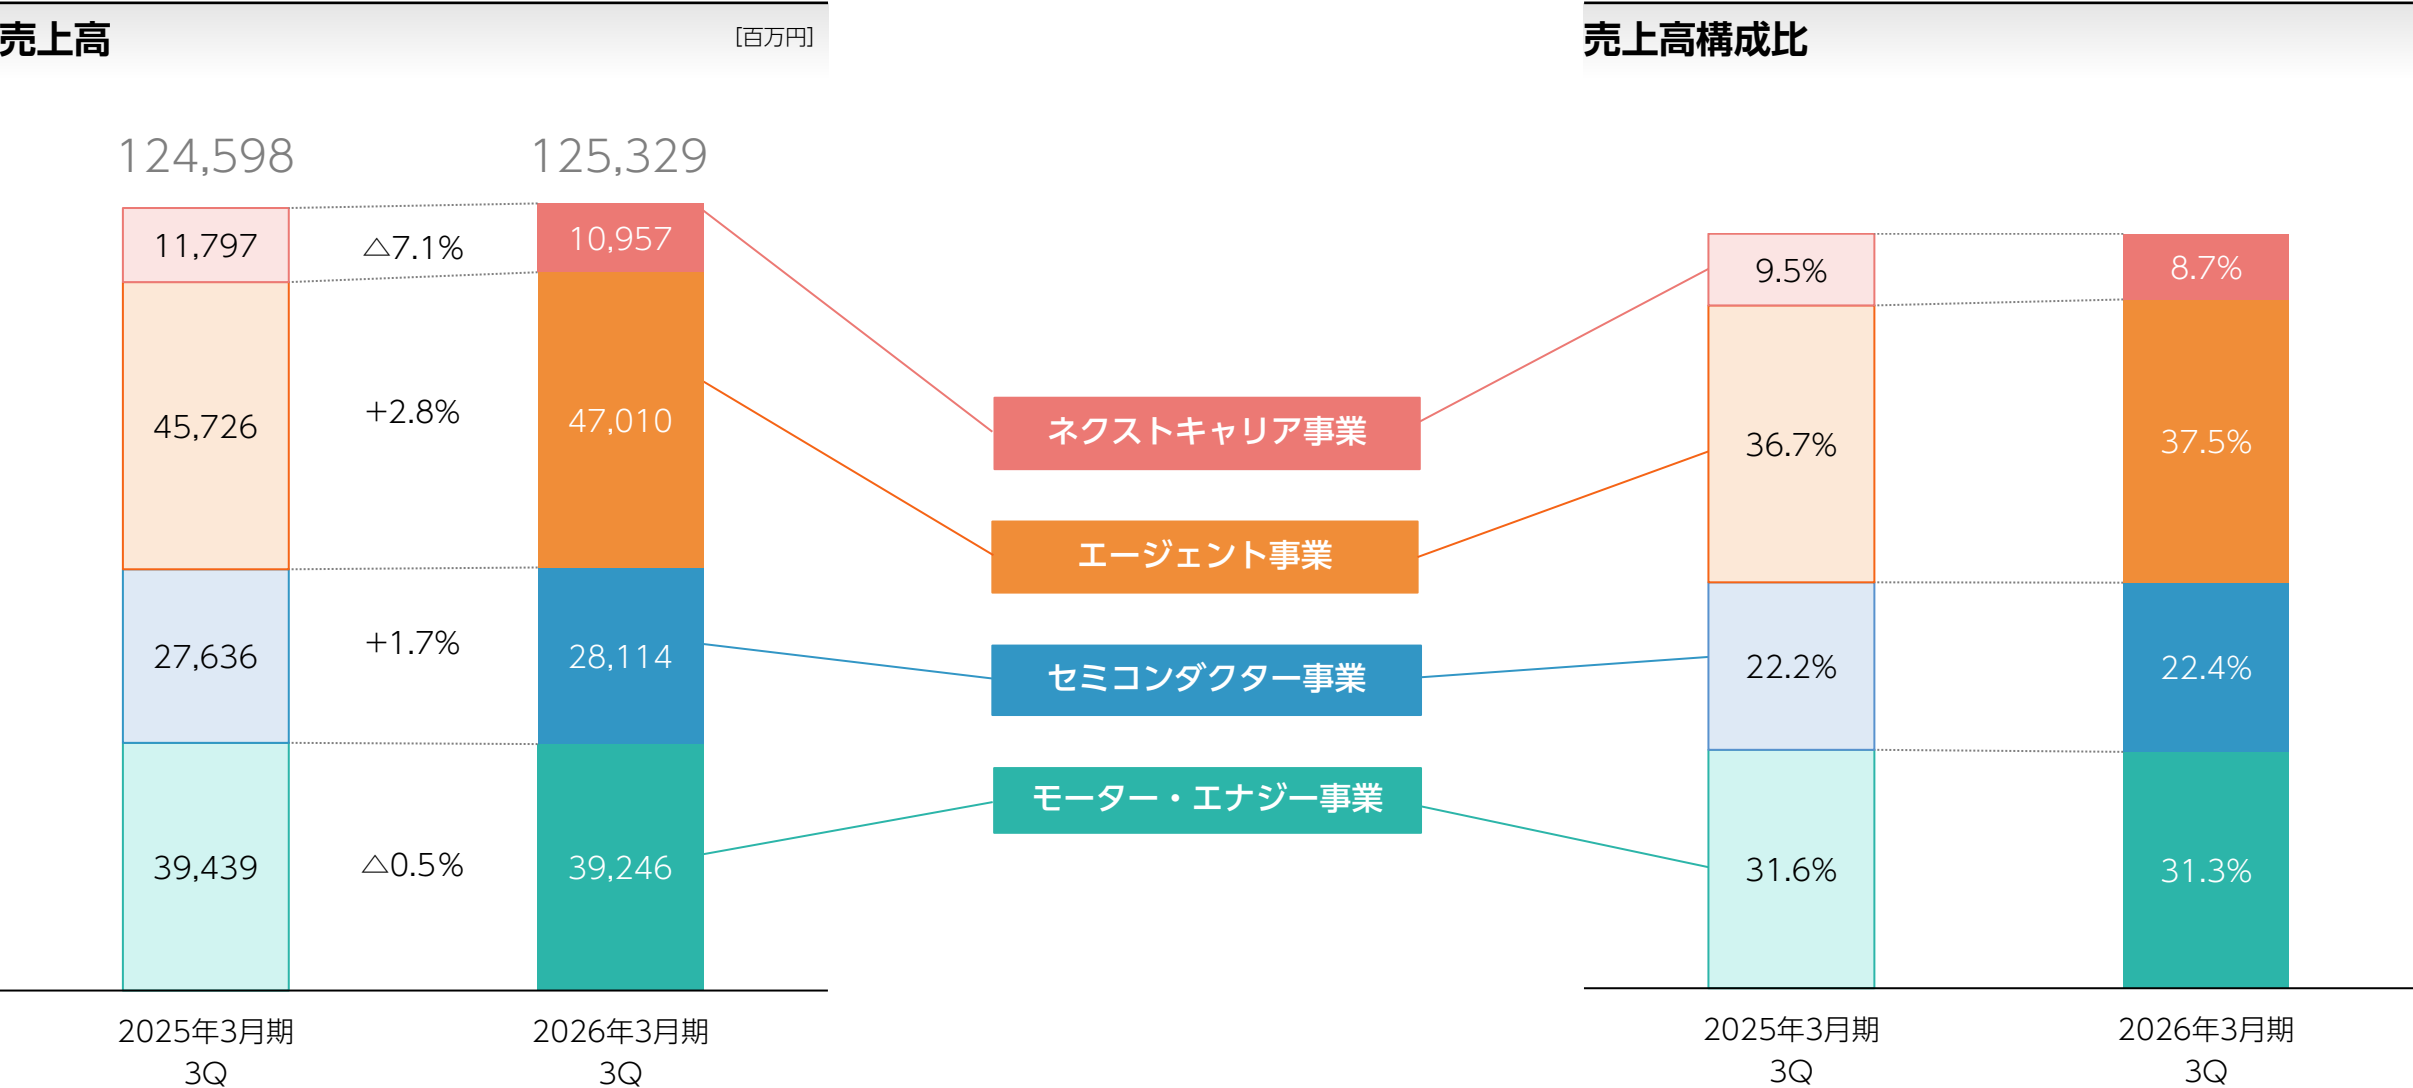 売上高
[百万円]
124,598
125,329
11,797
△7.1%
10,957
45,726
+2.8%
47,010
27,636
+1.7%
28,114
39,439
△0.5%
39,246
2025年3月期
3Q
2026年3月期
3Q
ネクストキャリア事業
エージェント事業
セミコンダクター事業
モーター・エナジー事業
売上高構成比
9.5%
8.7%
36.7%
37.5%
22.2%
22.4%
31.6%
31.3%
2025年3月期
3Q
2026年3月期
3Q